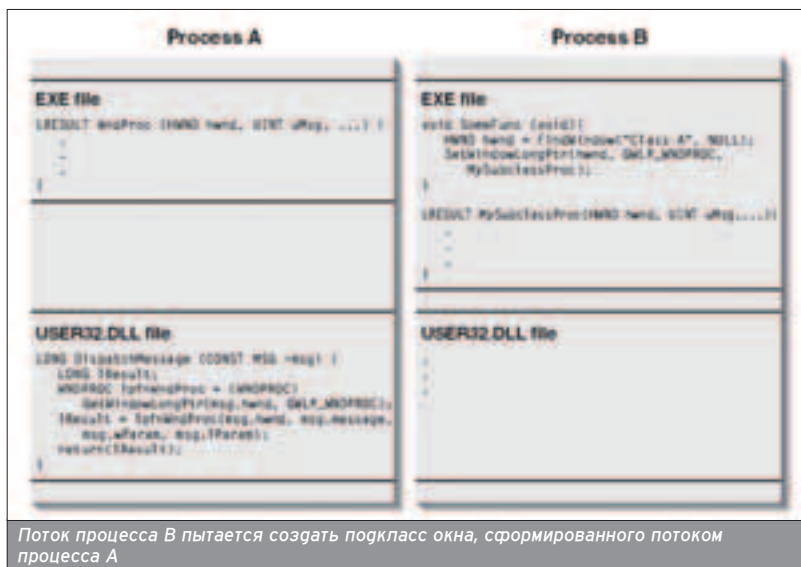 Process A
EXE file
LRESULT WndProc (HWND hwnd, UINT uMsg, ...) {
.
.
.
}
USER32.DLL file
LONG DispatchMessage (CONST MSG *msg) {
LONG lResult;
WNDPROC lpfnWndProc = (WNDPROC)
GetWindowLongPtr(msg.hwnd, GWLP_WNDPROC);
lResult = lpfnWndProc(msg.hwnd, msg.message,
msg.wParam, msg.lParam);
return(lResult);
}
Process B
EXE file
void SomeFunc (void){
HWND hwnd = FindWindow("Class A", NULL);
SetWindowLongPtr(hwnd, GWLP_WNDPROC,
MySubclassProc);
}
LRESULT MySubclassProc(HWND hwnd, UINT uMsg,...){
.
.
.
}
USER32.DLL file
.
.
.
Поток процесса В пытается создать подкласс окна, сформированного потоком
процесса А